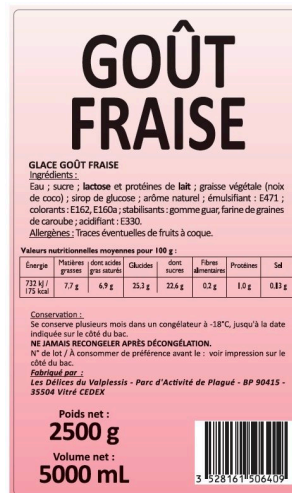 GOÛT
FRAISE
GLACE GOÛT FRAISE
Ingrédients :
Eau ; sucre ; lactose et protéines de lait ; graisse végétale (noix
de coco) ; sirop de glucose ; arôme naturel ; émulsifiant : E471 ;
colorants : E162, E160a ; stabilisants : gomme guar, farine de graines
de caroube ; acidifiant : E330.
Allergènes : Traces éventuelles de fruits à coque.
Valeurs nutritionnelles moyennes pour 100 g :
Énergie Matières grasses dont acides gras saturés Glucides dont sucres Fibres alimentaires Protéines Sel
732 kJ / 175 kcal 7,7 g 6,9 g 25,3 g 22,6 g 0,2 g 1,0 g 0,13 g
Conservation :
Se conserve plusieurs mois dans un congélateur à -18°C, jusqu'à la date
indiquée sur le côté du bac.
NE JAMAIS RECONGELER APRÈS DÉCONGÉLATION.
N° de lot / À consommer de préférence avant le : voir impression sur le
côté du bac.
Fabriqué par :
Les Délices du Valplessis - Parc d'Activité de Plagué - BP 90415 -
35504 Vitré CEDEX
Poids net :
2500 g
Volume net :
5000 mL
3 528161 506409